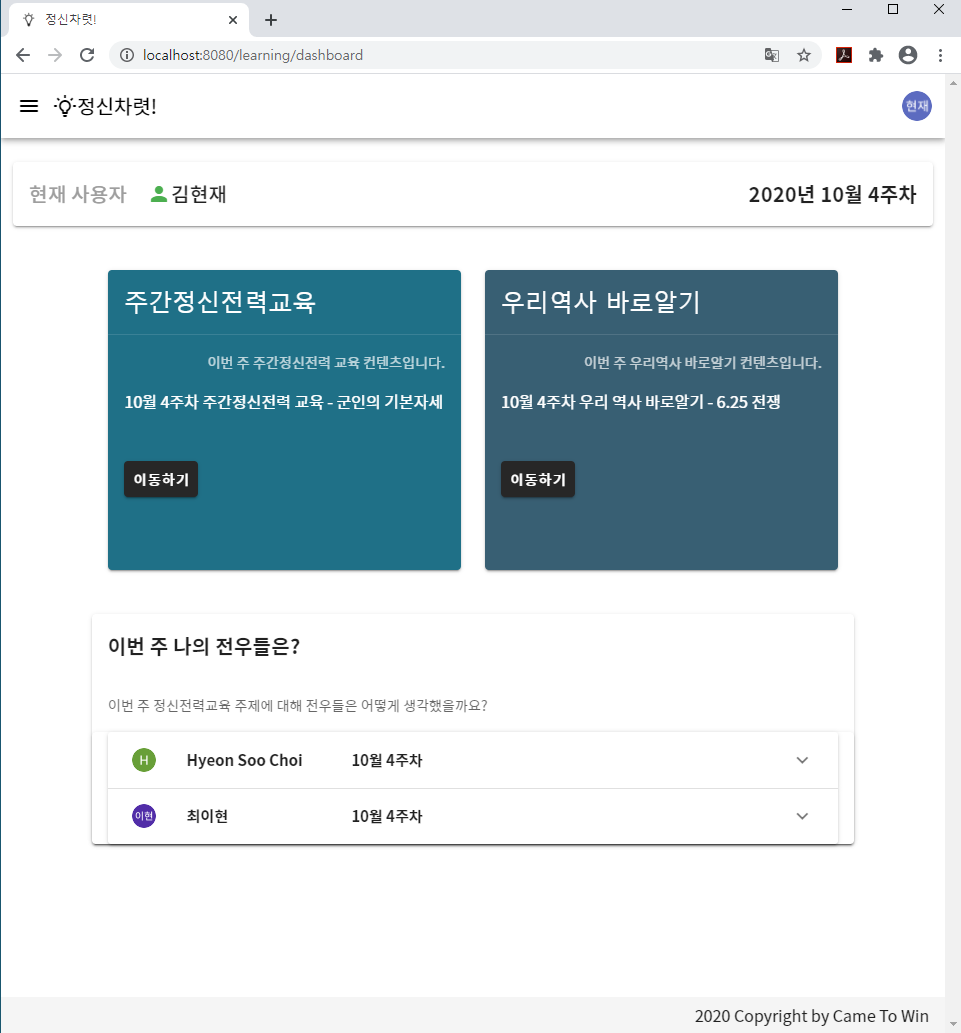 정신차렷!
localhost:8080/learning/dashboard
정신차렷!
현재
현재 사용자 김현재 2020년 10월 4주차
주간정신전력교육
이번 주 주간정신전력 교육 컨텐츠입니다.
10월 4주차 주간정신전력 교육 - 군인의 기본자세
이동하기
우리역사 바로알기
이번 주 우리역사 바로알기 컨텐츠입니다.
10월 4주차 우리 역사 바로알기 - 6.25 전쟁
이동하기
이번 주 나의 전우들은?
이번 주 정신전력교육 주제에 대해 전우들은 어떻게 생각했을까요?
H Hyeon Soo Choi 10월 4주차
이현 최이현 10월 4주차
2020 Copyright by Came To Win